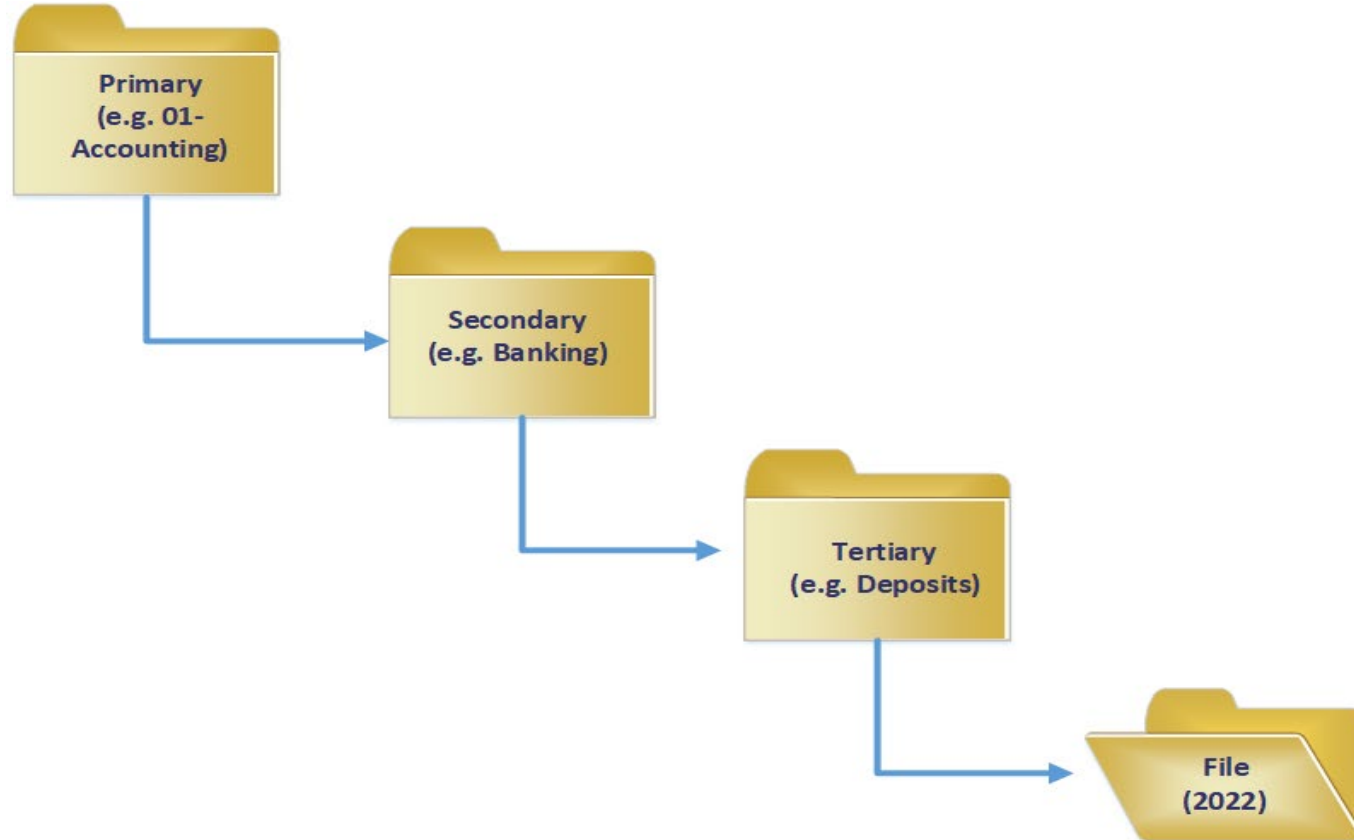 Primary
(e.g. 01-
Accounting)
Secondary
(e.g. Banking)
Tertiary
(e.g. Deposits)
File
(2022)